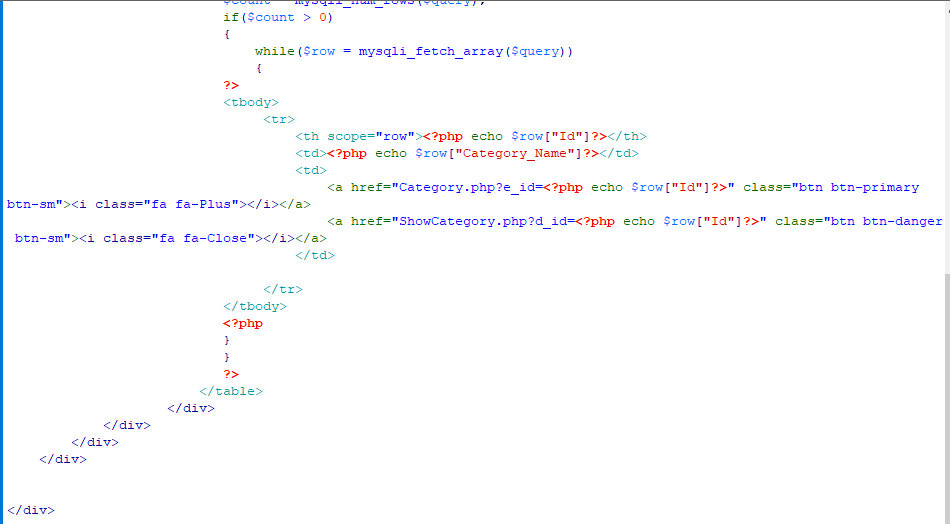 $count = mysqli_num_rows($query);
if($count > 0)
{
while($row = mysqli_fetch_array($query))
{
?>
<tbody>
<tr>
<th scope="row"><?php echo $row["Id"]?></th>
<td><?php echo $row["Category_Name"]?></td>
<td>
<a href="Category.php?e_id=<?php echo $row["Id"]?>" class="btn btn-primary
btn-sm"><i class="fa fa-Plus"></i></a>
<a href="ShowCategory.php?d_id=<?php echo $row["Id"]?>" class="btn btn-danger
btn-sm"><i class="fa fa-Close"></i></a>
</td>
</tr>
</tbody>
<?php
}
}
?>
</table>
</div>
</div>
</div>
</div>
</div>